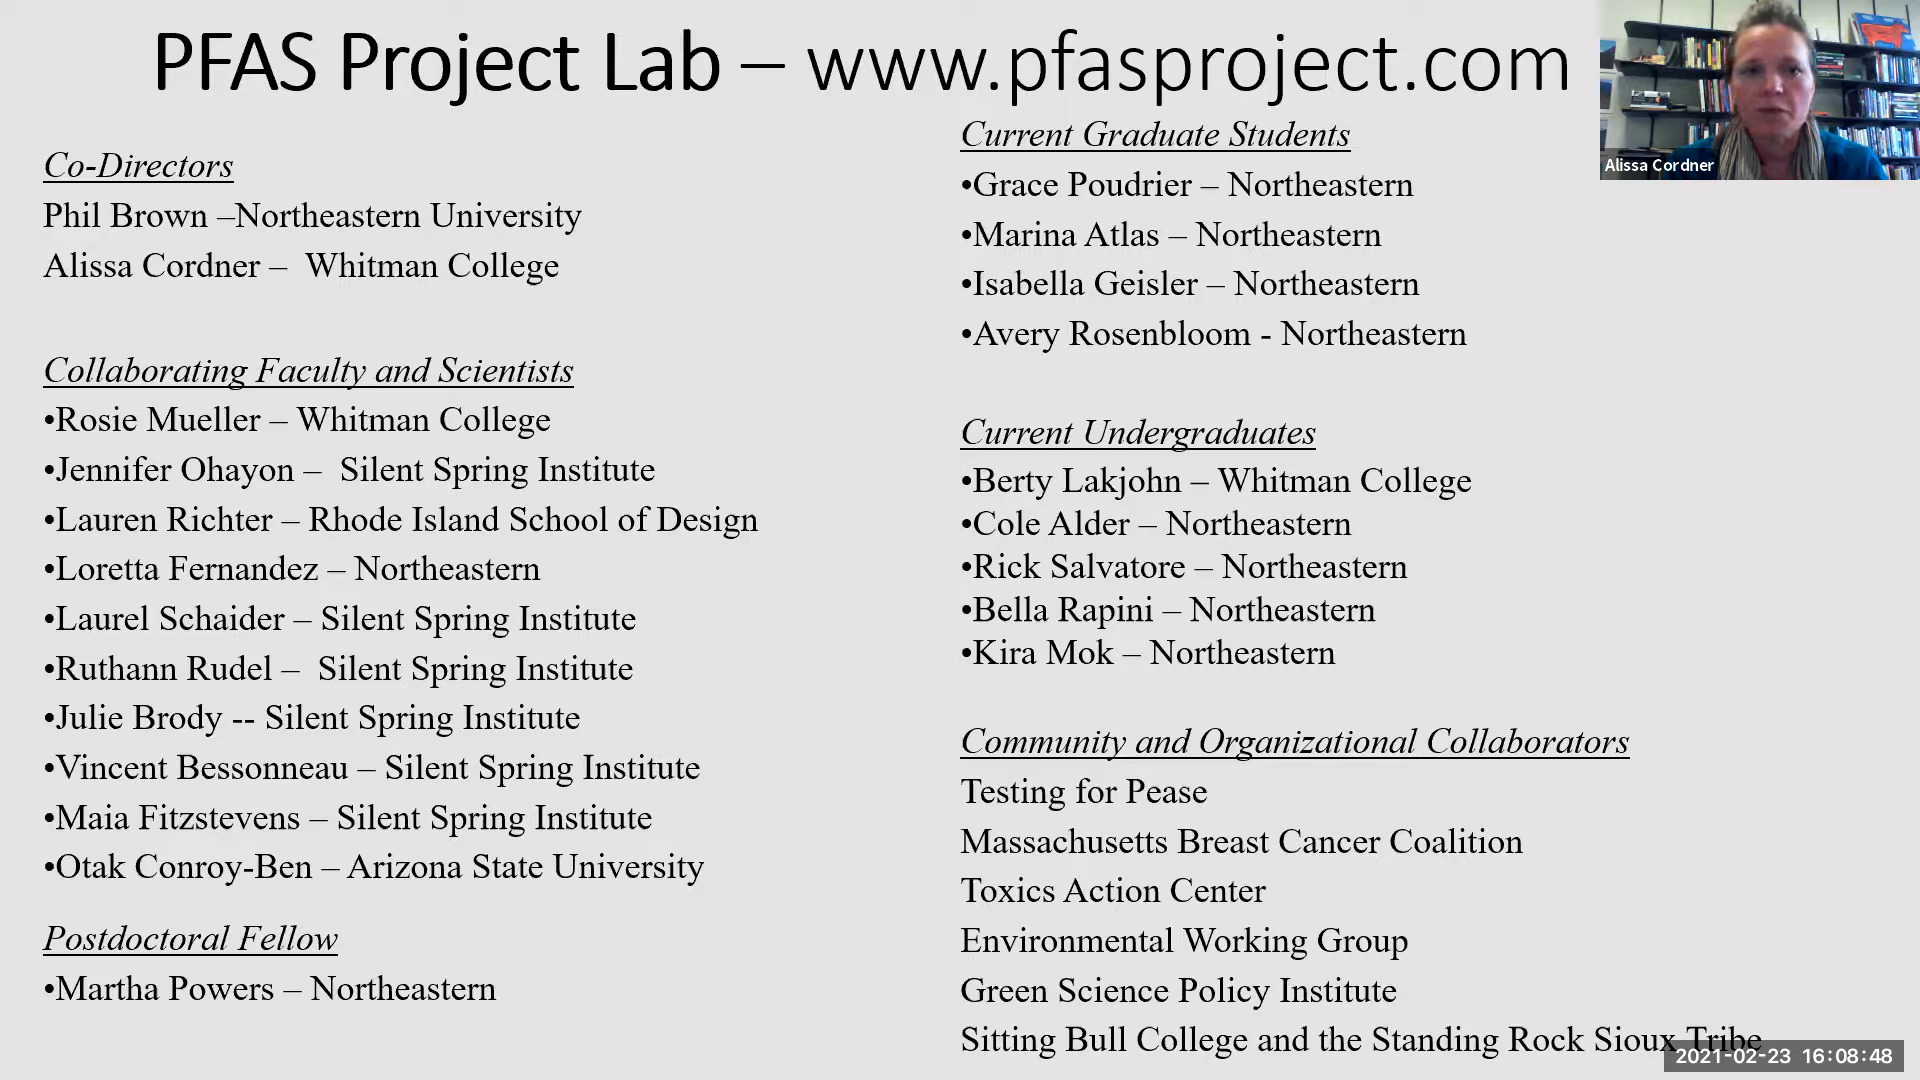 PFAS Project Lab – www.pfasproject.com
Co-Directors
Phil Brown –Northeastern University
Alissa Cordner –  Whitman College
Collaborating Faculty and Scientists
•Rosie Mueller – Whitman College
•Jennifer Ohayon –  Silent Spring Institute
•Lauren Richter – Rhode Island School of Design
•Loretta Fernandez – Northeastern
•Laurel Schaider – Silent Spring Institute
•Ruthann Rudel –  Silent Spring Institute
•Julie Brody -- Silent Spring Institute
•Vincent Bessonneau – Silent Spring Institute
•Maia Fitzstevens – Silent Spring Institute
•Otak Conroy-Ben – Arizona State University
Postdoctoral Fellow
•Martha Powers – Northeastern
Current Graduate Students
•Grace Poudrier – Northeastern
•Marina Atlas – Northeastern
•Isabella Geisler – Northeastern
•Avery Rosenbloom - Northeastern
Current Undergraduates
•Berty Lakjohn – Whitman College
•Cole Alder – Northeastern
•Rick Salvatore – Northeastern
•Bella Rapini – Northeastern
•Kira Mok – Northeastern
Community and Organizational Collaborators
Testing for Pease
Massachusetts Breast Cancer Coalition
Toxics Action Center
Environmental Working Group
Green Science Policy Institute
Sitting Bull College and the Standing Rock Sioux Tribe
Alissa Cordner
2021-02-23 16:08:48